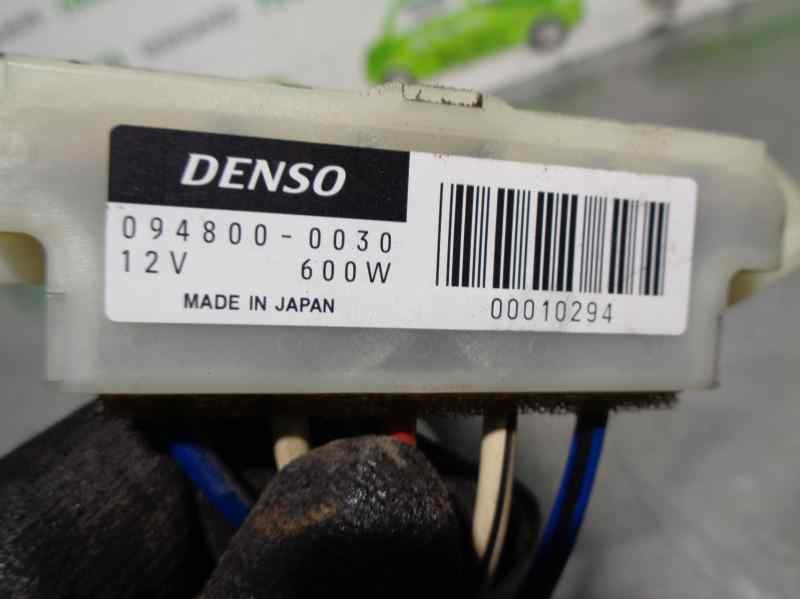 DENSO
094800-0030
12V 600W
MADE IN JAPAN
00010294